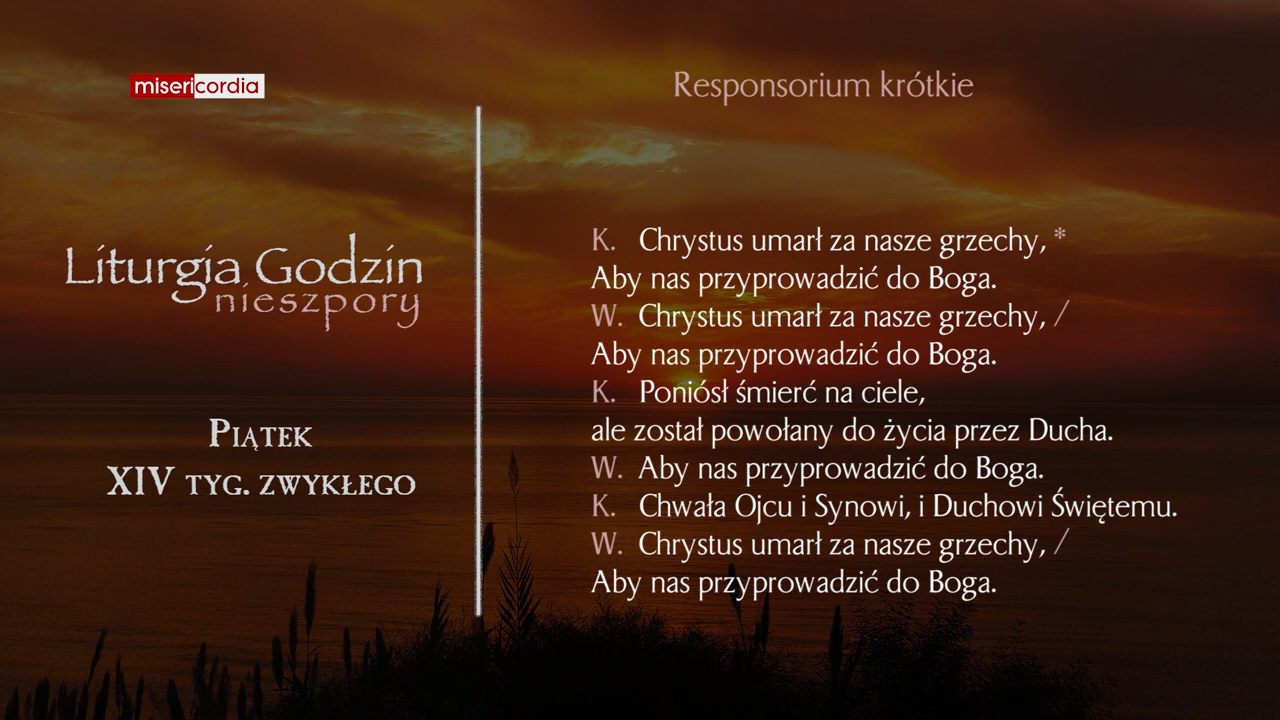 misericordia
Responsorium krótkie
Liturgia Godzin
nieszpory
Piątek
XIV tyg. zwykłego
K. Chrystus umarł za nasze grzechy, *
Aby nas przyprowadzić do Boga.
W. Chrystus umarł za nasze grzechy, /
Aby nas przyprowadzić do Boga.
K. Poniósł śmierć na ciele,
ale został powołany do życia przez Ducha.
W. Aby nas przyprowadzić do Boga.
K. Chwała Ojcu i Synowi, i Duchowi Świętemu.
W. Chrystus umarł za nasze grzechy, /
Aby nas przyprowadzić do Boga.